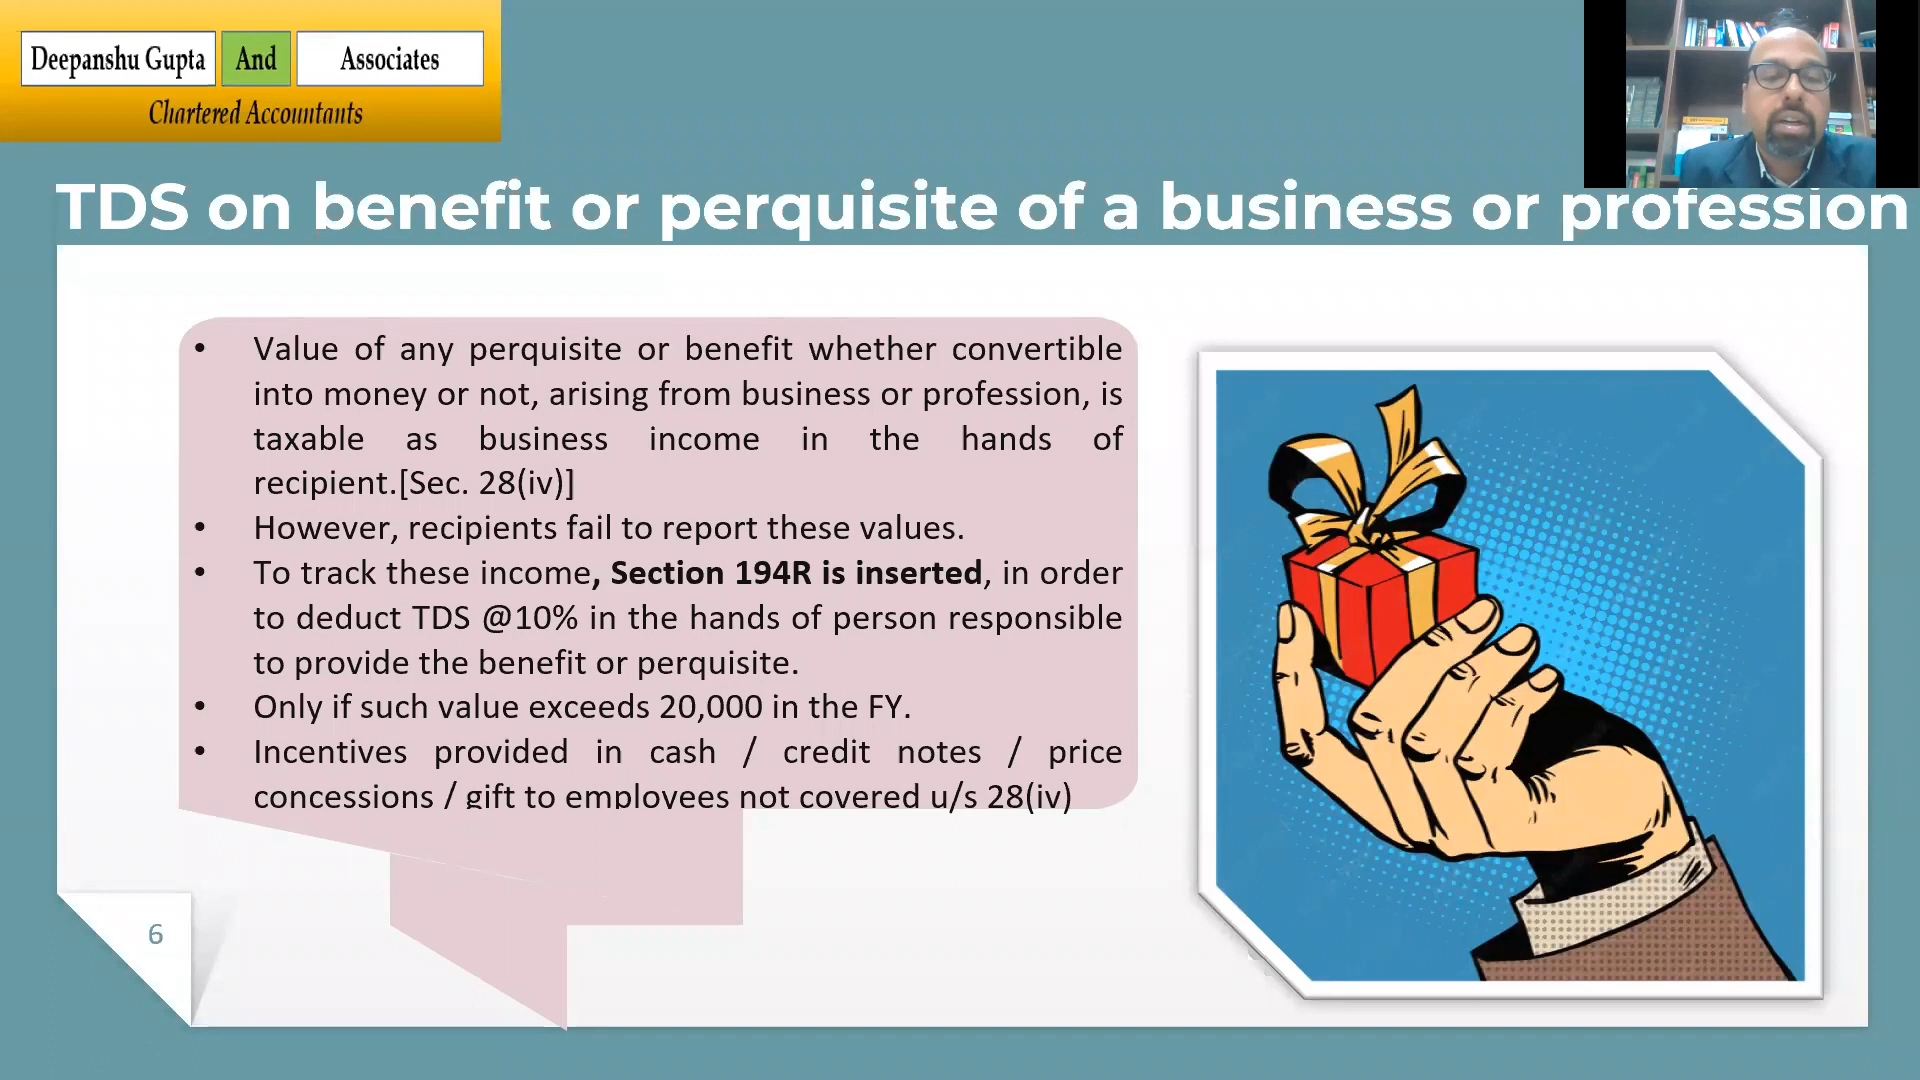 Deepanshu Gupta And Associates
Chartered Accountants
TDS on benefit or perquisite of a business or profession
• Value of any perquisite or benefit whether convertible
into money or not, arising from business or profession, is
taxable as business income in the hands of
recipient.[Sec. 28(iv)]
• However, recipients fail to report these values.
• To track these income, Section 194R is inserted, in order
to deduct TDS @10% in the hands of person responsible
to provide the benefit or perquisite.
• Only if such value exceeds 20,000 in the FY.
• Incentives provided in cash / credit notes / price
concessions / gift to employees not covered u/s 28(iv)
6